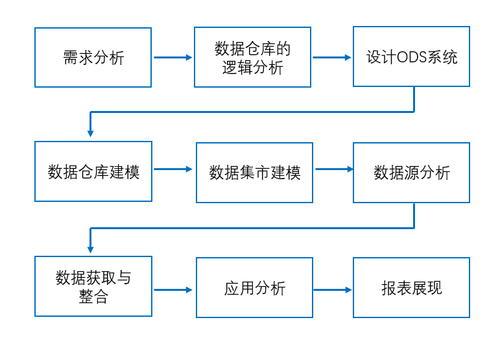 需求分析
数据仓库的
逻辑分析
设计ODS系统
数据仓库建模
数据集市建模
数据源分析
数据获取与
整合
应用分析
报表展现